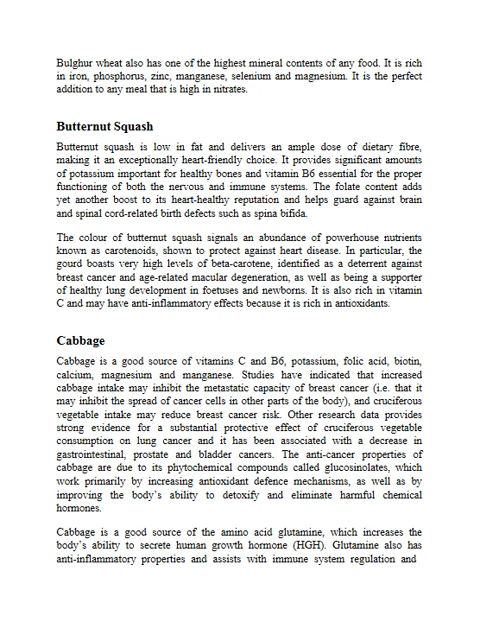 Bulghur wheat also has one of the highest mineral contents of any food. It is rich
in iron, phosphorus, zinc, manganese, selenium and magnesium. It is the perfect
addition to any meal that is high in nitrates.
Butternut Squash
Butternut squash is low in fat and delivers an ample dose of dietary fibre,
making it an exceptionally heart-friendly choice. It provides significant amounts
of potassium important for healthy bones and vitamin B6 essential for the proper
functioning of both the nervous and immune systems. The folate content adds
yet another boost to its heart-healthy reputation and helps guard against brain
and spinal cord-related birth defects such as spina bifida.
The colour of butternut squash signals an abundance of powerhouse nutrients
known as carotenoids, shown to protect against heart disease. In particular, the
gourd boasts very high levels of beta-carotene, identified as a deterrent against
breast cancer and age-related macular degeneration, as well as being a supporter
of healthy lung development in foetuses and newborns. It is also rich in vitamin
C and may have anti-inflammatory effects because it is rich in antioxidants.
Cabbage
Cabbage is a good source of vitamins C and B6, potassium, folic acid, biotin,
calcium, magnesium and manganese. Studies have indicated that increased
cabbage intake may inhibit the metastatic capacity of breast cancer (i.e. that it
may inhibit the spread of cancer cells in other parts of the body), and cruciferous
vegetable intake may reduce breast cancer risk. Other research data provides
strong evidence for a substantial protective effect of cruciferous vegetable
consumption on lung cancer and it has been associated with a decrease in
gastrointestinal, prostate and bladder cancers. The anti-cancer properties of
cabbage are due to its phytochemical compounds called glucosinolates, which
work primarily by increasing antioxidant defence mechanisms, as well as by
improving the body's ability to detoxify and eliminate harmful chemical
hormones.
Cabbage is a good source of the amino acid glutamine, which increases the
body's ability to secrete human growth hormone (HGH). Glutamine also has
anti-inflammatory properties and assists with immune system regulation and